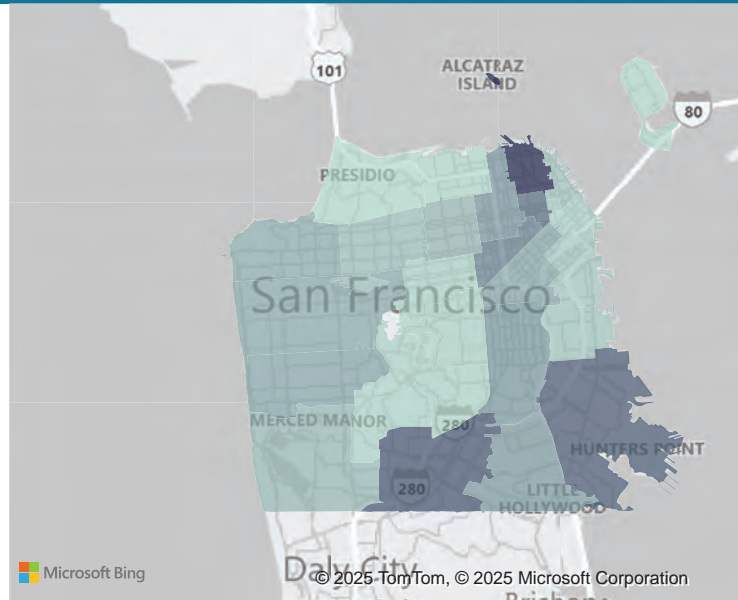 101
ALCATRAZ
ISLAND
80
PRESIDIO
San Francisco
MERCED MANOR
280
HUNTERS POINT
280
LITTLE
HOLLYWOOD
Daly City
Microsoft Bing
© 2025 TomTom, © 2025 Microsoft Corporation